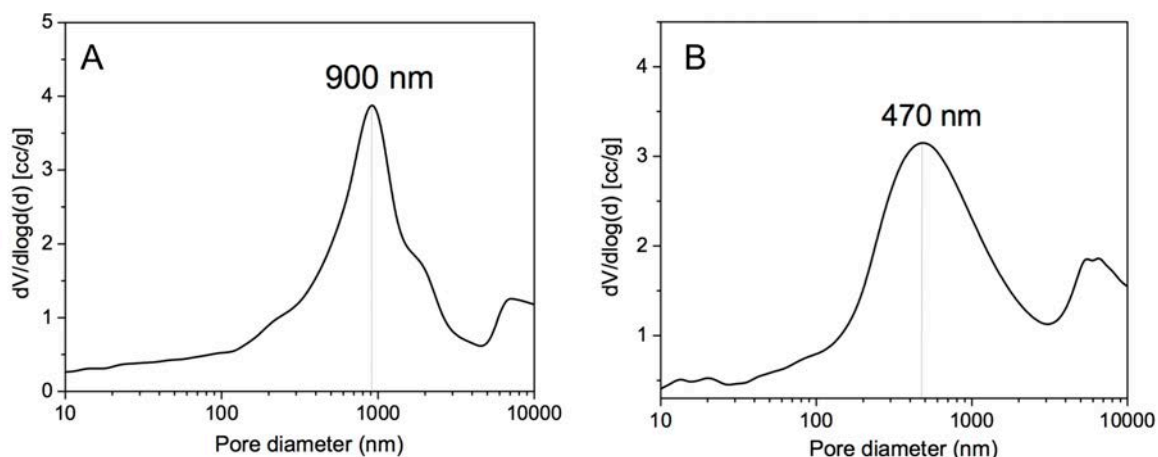 A
900 nm
dV/dlogd(d) [cc/g]
5
4
3
2
1
0
10
100
1000
10000
Pore diameter (nm)
B
470 nm
dV/dlog(d) [cc/g]
4
3
2
1
10
100
1000
10000
Pore diameter (nm)